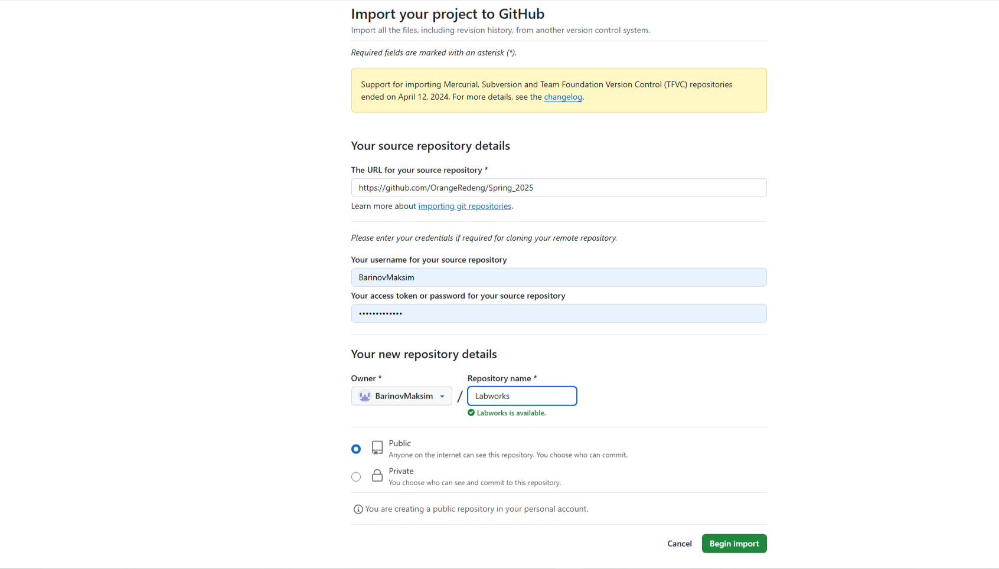 Import your project to GitHub
Import all the files, including revision history, from another version control system.
Required fields are marked with an asterisk (*).
Support for importing Mercurial, Subversion and Team Foundation Version Control (TFVC) repositories
ended on April 12, 2024. For more details, see the changelog.
Your source repository details
The URL for your source repository *
https://github.com/OrangeRedeng/Spring_2025
Learn more about importing git repositories.
Please enter your credentials if required for cloning your remote repository.
Your username for your source repository
BarinovMaksim
Your access token or password for your source repository
•••••••••••••
Your new repository details
Owner * Repository name *
BarinovMaksim / Labworks
Labworks is available.
Public
Anyone on the internet can see this repository. You choose who can commit.
Private
You choose who can see and commit to this repository.
You are creating a public repository in your personal account.
Cancel Begin import